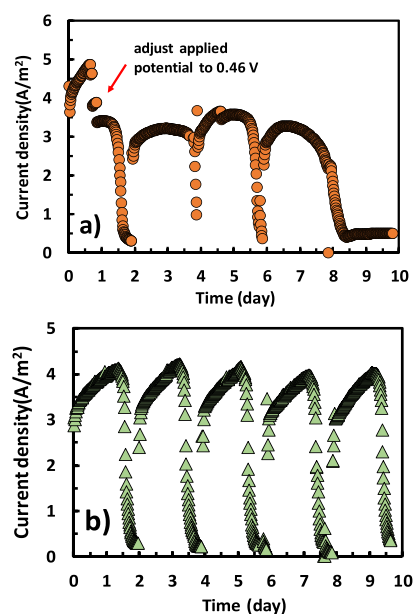 6
5
4
3
2
1
0
adjust applied
potential to 0.46 V
a)
Current density(A/m²)
0 1 2 3 4 5 6 7 8 9 10
Time (day)
5
4
3
2
1
0
b)
Current density(A/m²)
0 1 2 3 4 5 6 7 8 9 10
Time (day)